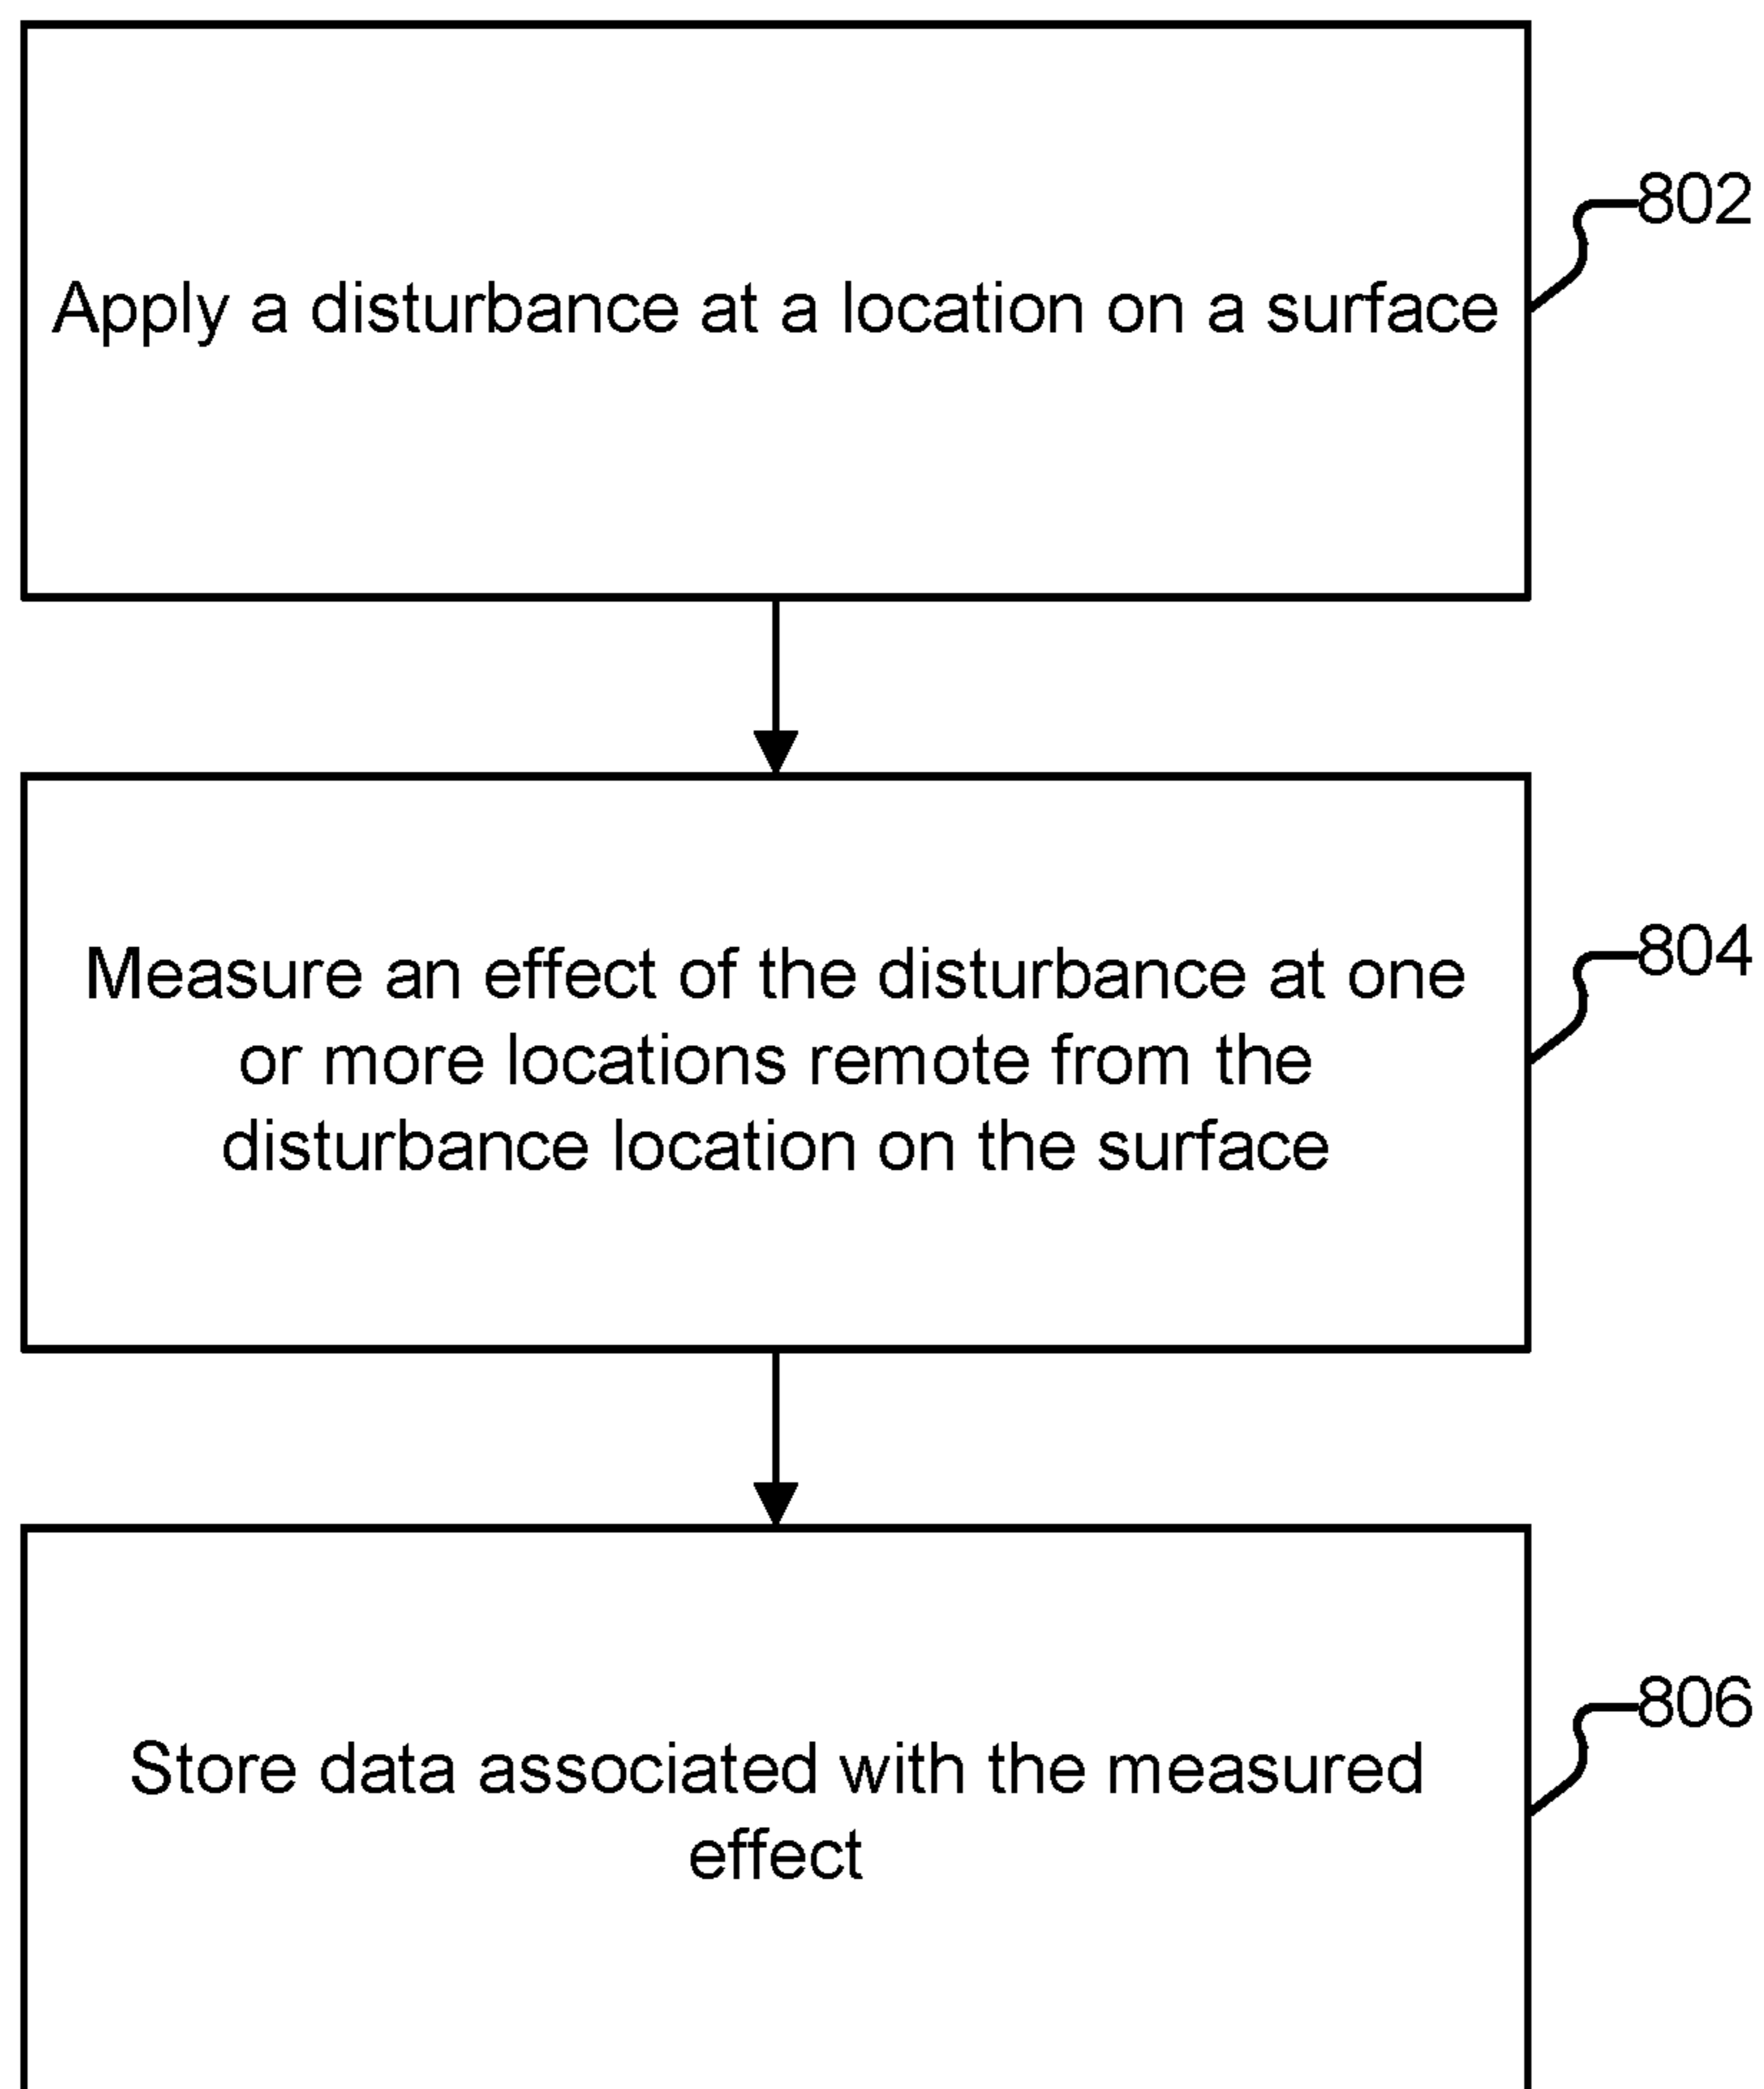 Apply a disturbance at a location on a surface
802
Measure an effect of the disturbance at one
or more locations remote from the
disturbance location on the surface
804
Store data associated with the measured
effect
806